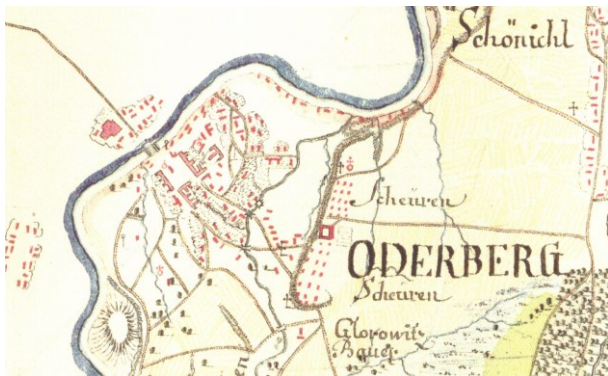 Schönichl
Scheuren
ODERBERG
Scheuren
Glorowitz
Bauer